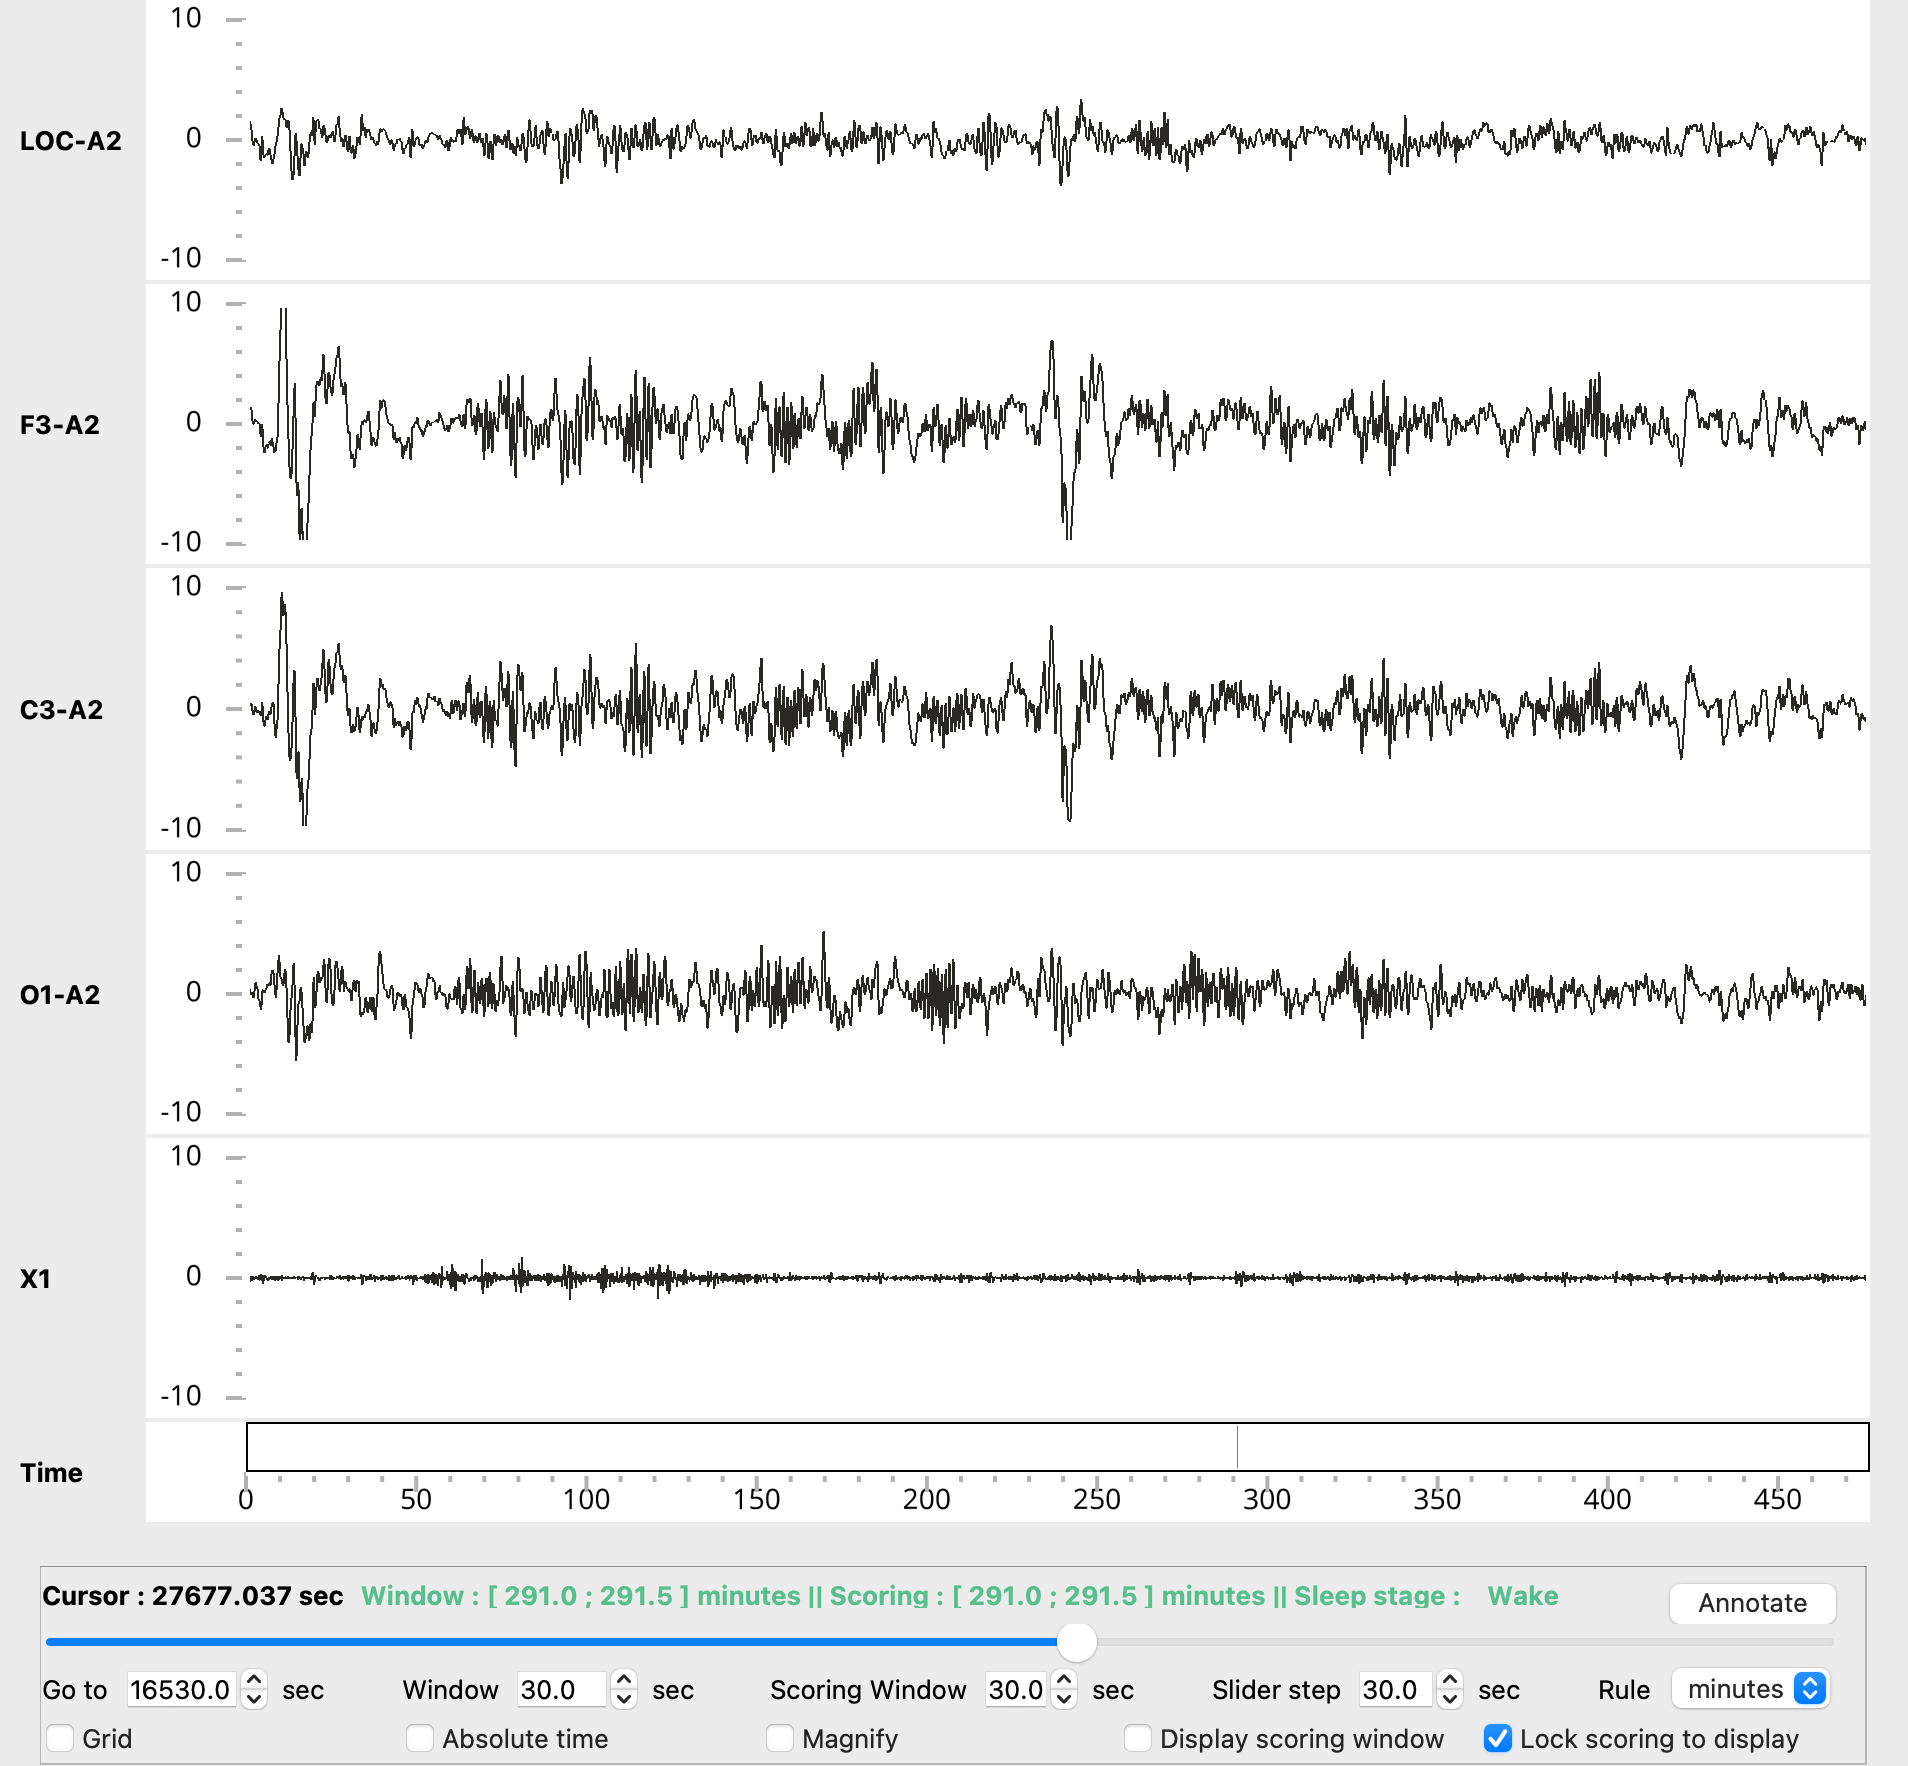 10
LOC-A2 0
-10
10
F3-A2 0
-10
10
C3-A2 0
-10
10
O1-A2 0
-10
10
X1 0
-10
Time
0 50 100 150 200 250 300 350 400 450
Cursor : 27677.037 sec Window : [ 291.0 ; 291.5 ] minutes || Scoring : [ 291.0 ; 291.5 ] minutes || Sleep stage : Wake Annotate
Go to 16530.0 sec Window 30.0 sec Scoring Window 30.0 sec Slider step 30.0 sec Rule minutes
Grid Absolute time Magnify Display scoring window Lock scoring to display